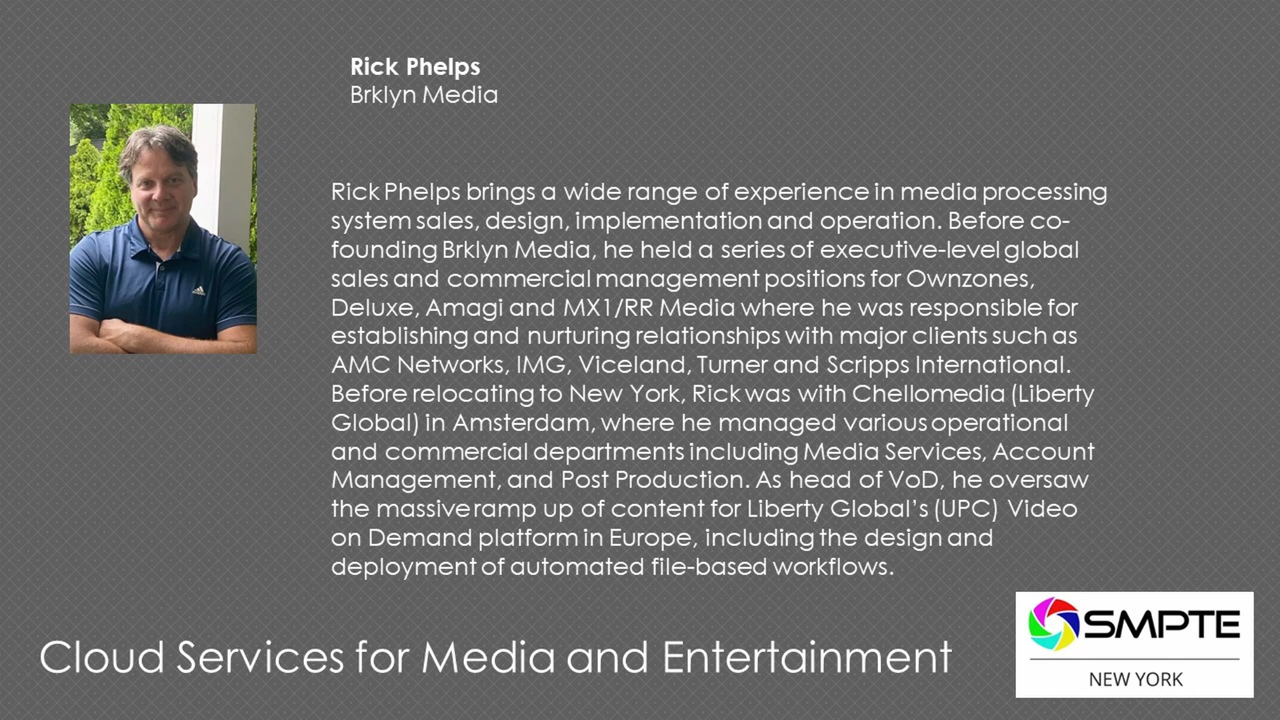 Rick Phelps
Brklyn Media
Rick Phelps brings a wide range of experience in media processing
system sales, design, implementation and operation. Before co-
founding Brklyn Media, he held a series of executive-level global
sales and commercial management positions for Ownzones,
Deluxe, Amagi and MX1/RR Media where he was responsible for
establishing and nurturing relationships with major clients such as
AMC Networks, IMG, Viceland, Turner and Scripps International.
Before relocating to New York, Rick was with Chellomedia (Liberty
Global) in Amsterdam, where he managed various operational
and commercial departments including Media Services, Account
Management, and Post Production. As head of VoD, he oversaw
the massive ramp up of content for Liberty Global's (UPC) Video
on Demand platform in Europe, including the design and
deployment of automated file-based workflows.
Cloud Services for Media and Entertainment
SMPTE
NEW YORK